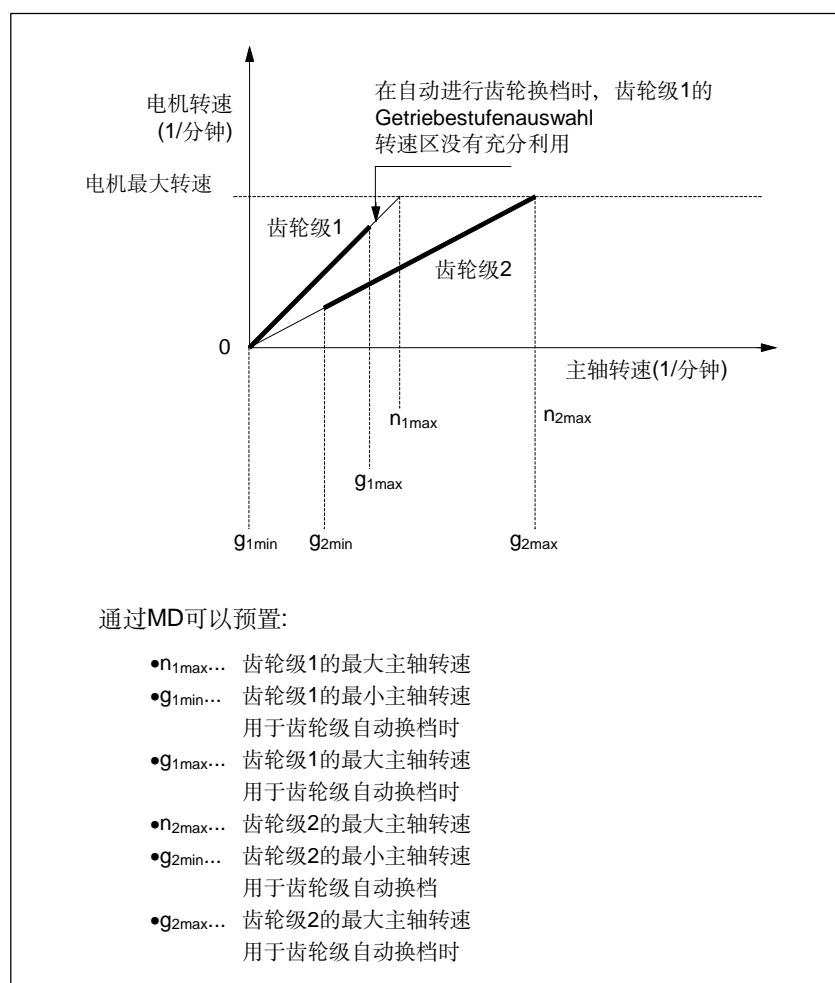 电机转速
(1/分钟)
在自动进行齿轮换档时, 齿轮级1的
Getriebestufenauswahl
转速区没有充分利用
电机最大转速
齿轮级1
齿轮级2
0
主轴转速(1/分钟)
n1max
n2max
g1max
g1min
g2min
g2max
通过MD可以预置:
•n1max... 齿轮级1的最大主轴转速
•g1min... 齿轮级1的最小主轴转速
用于齿轮级自动换档时
•g1max... 齿轮级1的最大主轴转速
用于齿轮级自动换档时
•n2max... 齿轮级2的最大主轴转速
•g2min... 齿轮级2的最小主轴转速
用于齿轮级自动换档
•g2max... 齿轮级2的最大主轴转速
用于齿轮级自动换档时